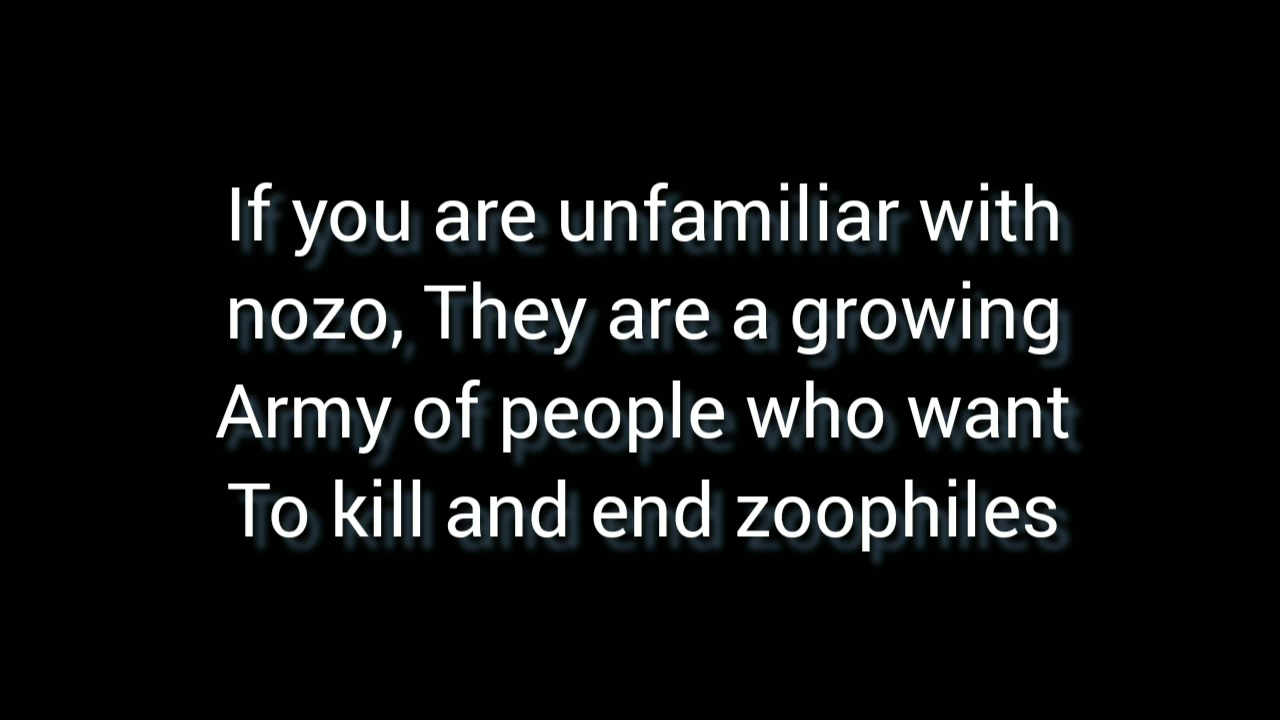 If you are unfamiliar with
nozo, They are a growing
Army of people who want
To kill and end zoophiles